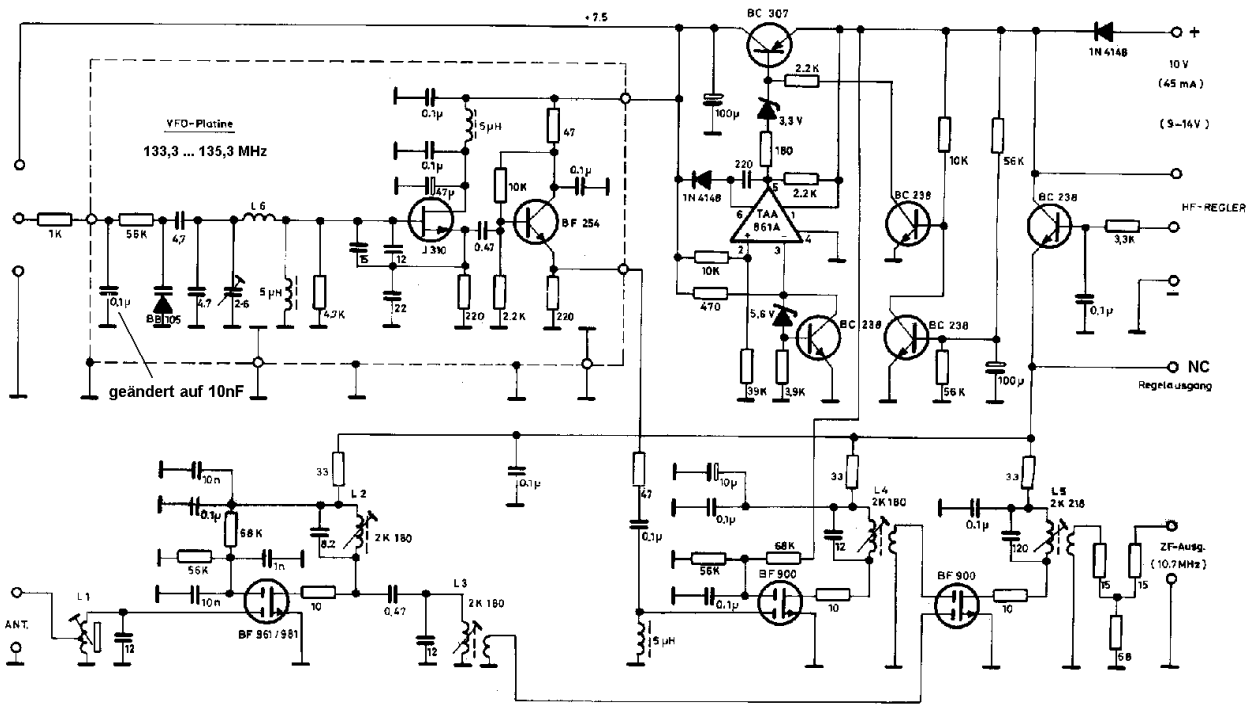 +7.5
BC 307
1N 4148
+
10 V
(45 mA)
(9-14V)
2.2K
100µ
3,3 V
180
220
2.2K
1N 4148
5
6
1
TAA
861A
4
+
-
2
3
10K
470
5,6 V
BC 238
39K
3,9K
BC 238
10K
56K
BC 238
56K
100µ
BC 238
HF-REGLER
3,3K
0,1µ
-
NC
Regelausgang
VFO-Platine
133,3 ... 135,3 MHz
0.1µ
5µH
0.1µ
47µ
47
10K
0.1µ
BF 254
J 310
0.47
1K
56K
4,7
L 6
0,1µ
BB 105
4.7
2-6
5µH
4,7K
15
12
22
220
2.2K
220
geändert auf 10nF
10n
0.1µ
68K
33
L 2
8.2
2K 180
0.1µ
56K
1n
10n
10
BF 961/981
L 1
ANT.
12
0,47
L3
2K 180
12
47
0.1µ
5µH
10µ
0.1µ
56K
68K
0.1µ
BF 900
10
33
L4
2K 180
12
BF 900
10
33
0.1µ
120
L5
2K 218
15
15
68
ZF-Ausg.
(10.7MHz)